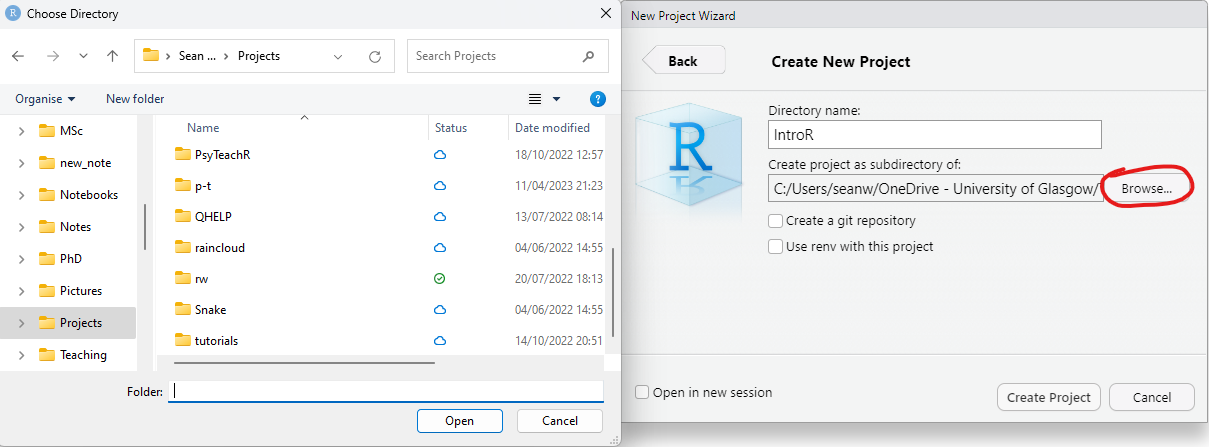 Choose Directory
Sean ... Projects
Search Projects
Organise New folder
MSc
new_note
Notebooks
Notes
PhD
Pictures
Projects
Teaching
Name Status Date modified
PsyTeachR 18/10/2022 12:57
p-t 11/04/2023 21:23
QHELP 13/07/2022 08:14
raincloud 04/06/2022 14:55
rw 20/07/2022 18:13
Snake 04/06/2022 14:55
tutorials 14/10/2022 20:51
Folder:
Open Cancel
New Project Wizard
Back Create New Project
R
Directory name:
IntroR
Create project as subdirectory of:
C:/Users/seanw/OneDrive - University of Glasgow/ Browse...
Create a git repository
Use renv with this project
Open in new session Create Project Cancel